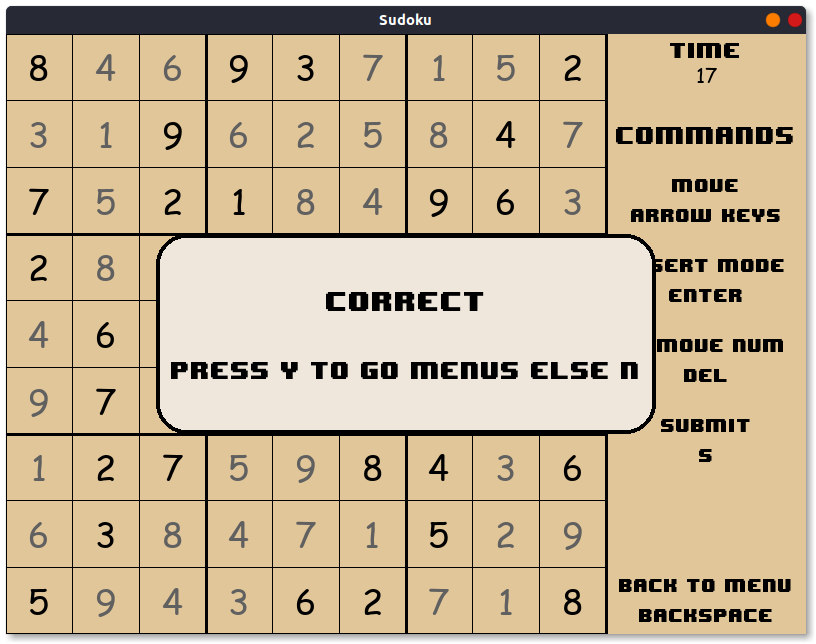 Sudoku
8 4 6 9 3 7 1 5 2
3 1 9 6 2 5 8 4 7
7 5 2 1 8 4 9 6 3
2 8
4 6
9 7
1 2 7 5 9 8 4 3 6
6 3 8 4 7 1 5 2 9
5 9 4 3 6 2 7 1 8
CORRECT
PRESS Y TO GO MENUS ELSE N
TIME
17
COMMANDS
MOVE
ARROW KEYS
SERT MODE
ENTER
MOVE NUM
DEL
SUBMIT
S
BACK TO MENU
BACKSPACE